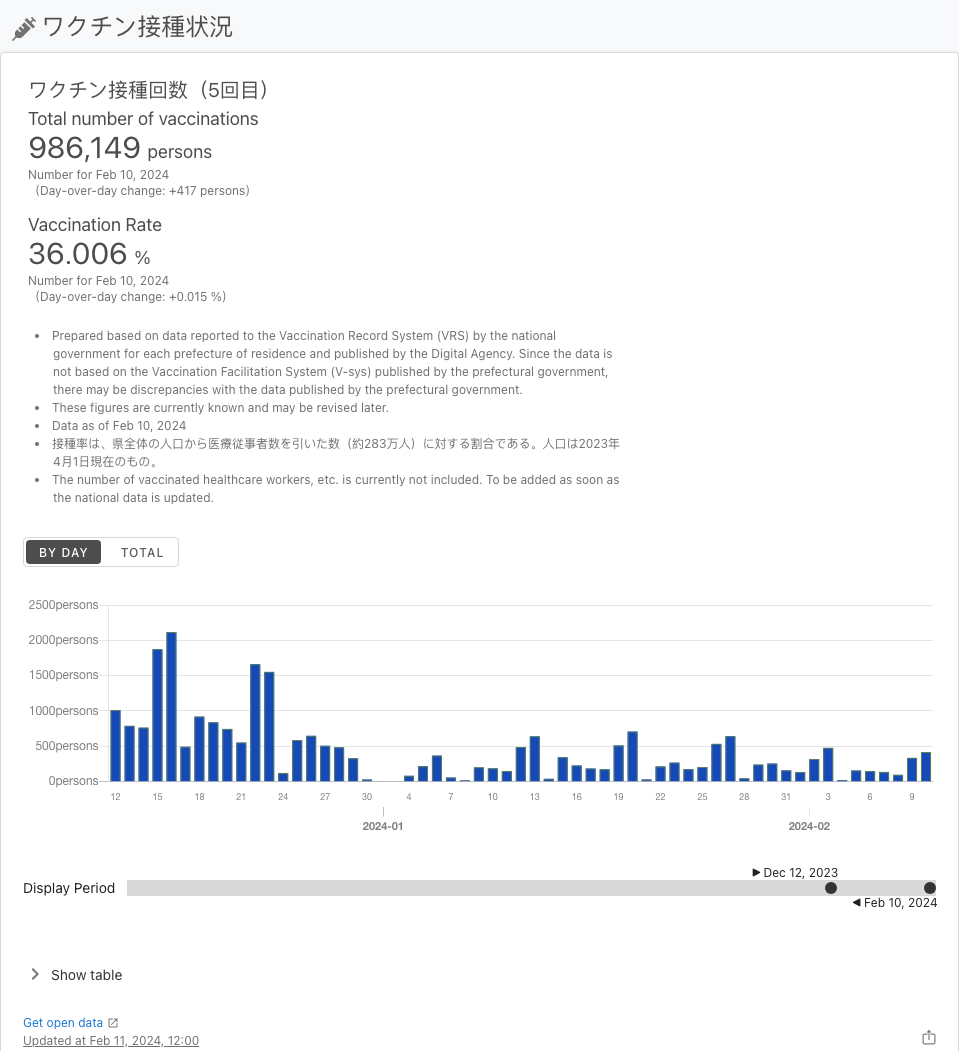 ワクチン接種状況
ワクチン接種回数（5回目）
Total number of vaccinations
986,149 persons
Number for Feb 10, 2024
（Day-over-day change: +417 persons）
Vaccination Rate
36.006 %
Number for Feb 10, 2024
（Day-over-day change: +0.015 %）
• Prepared based on data reported to the Vaccination Record System (VRS) by the national
government for each prefecture of residence and published by the Digital Agency. Since the data is
not based on the Vaccination Facilitation System (V-sys) published by the prefectural government,
there may be discrepancies with the data published by the prefectural government.
• These figures are currently known and may be revised later.
• Data as of Feb 10, 2024
• 接種率は、県全体の人口から医療従事者数を引いた数（約283万人）に対する割合である。人口は2023年
4月1日現在のもの。
• The number of vaccinated healthcare workers, etc. is currently not included. To be added as soon as
the national data is updated.
BY DAY TOTAL
2500persons
2000persons
1500persons
1000persons
500persons
0persons
12 15 18 21 24 27 30 4 7 10 13 16 19 22 25 28 31 3 6 9
2024-01 2024-02
Dec 12, 2023
Display Period
Feb 10, 2024
Show table
Get open data
Updated at Feb 11, 2024, 12:00